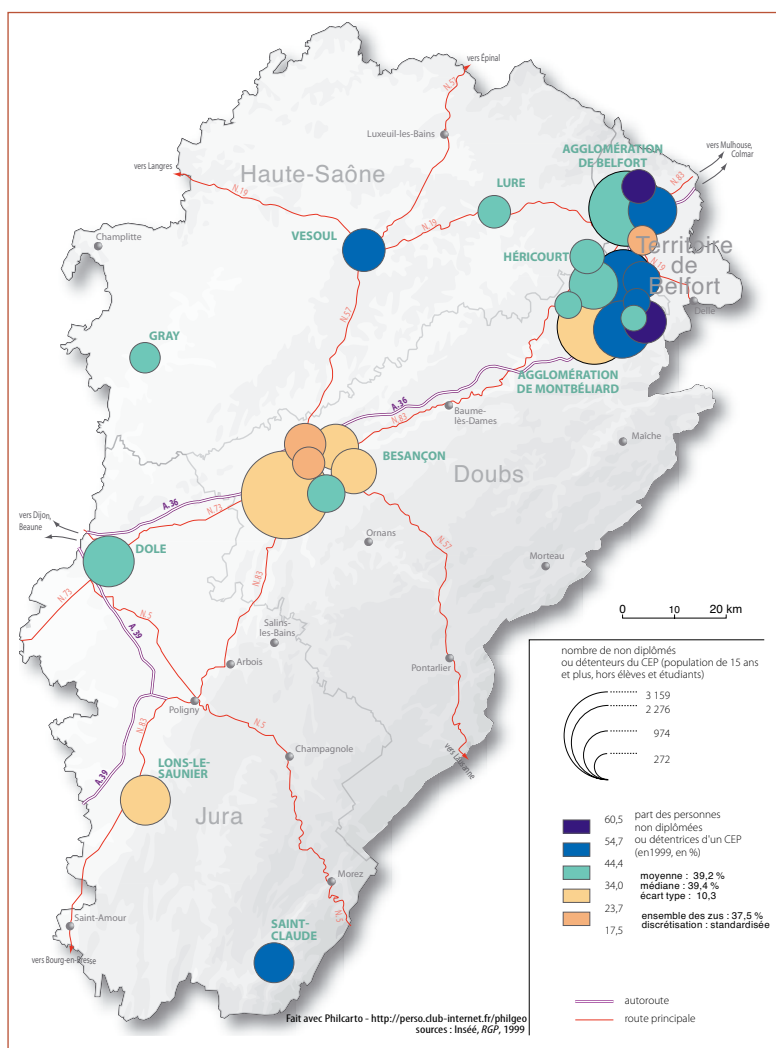 vers Épinal
N.57
Luxeuil-les-Bains
vers Mulhouse,
Colmar
AGGLOMÉRATION
DE BELFORT
N.83
vers Langres
Haute-Saône
N.19
LURE
VESOUL
N.19
Champlitte
HÉRICOURT
Territoire
de
Belfort
N.19
Delle
N.57
GRAY
AGGLOMÉRATION
DE MONTBÉLIARD
A.36
N.83
Baume-
lès-Dames
Maîche
BESANÇON
Doubs
A.36
N.73
vers Dijon,
Beaune
DOLE
Ornans
N.57
Morteau
N.83
N.73
N.5
A.39
Salins-
les-Bains
Arbois
Pontarlier
Poligny
N.83
N.5
Champagnole
vers Lausanne
A.39
LONS-LE-
SAUNIER
Jura
Morez
N.5
Saint-Amour
SAINT-
CLAUDE
vers Bourg-en-Bresse
0 10 20 km
nombre de non diplômés
ou détenteurs du CEP (population de 15 ans
et plus, hors élèves et étudiants)
3 159
2 276
974
272
60,5
54,7
44,4
34,0
23,7
17,5
part des personnes
non diplômées
ou détentrices d'un CEP
(en1999, en %)
moyenne : 39,2 %
médiane : 39,4 %
écart type : 10,3
ensemble des zus : 37,5 %
discrétisation : standardisée
autoroute
route principale
Fait avec Philcarto - http://perso.club-internet.fr/philgeo
sources : Inséé, RGP, 1999